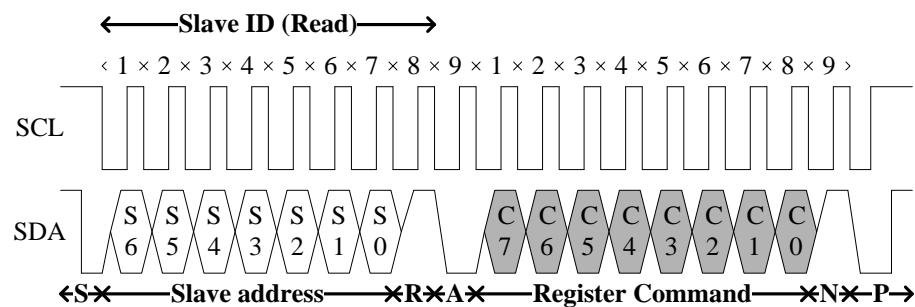 Slave ID (Read)
1 × 2 × 3 × 4 × 5 × 6 × 7 × 8 × 9 × 1 × 2 × 3 × 4 × 5 × 6 × 7 × 8 × 9
SCL
SDA
S S S S S S S C C C C C C C C
6 5 4 3 2 1 0 7 6 5 4 3 2 1 0
S Slave address R A Register Command N P